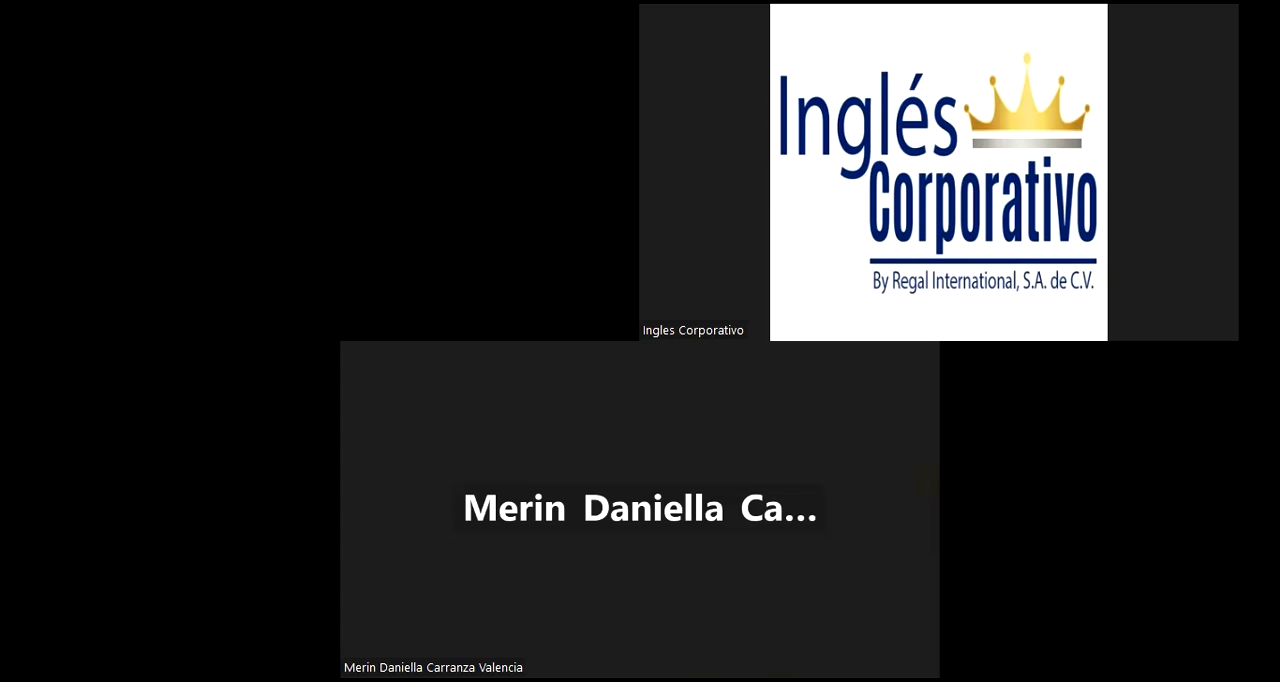 Inglés
Corporativo
By Regal International, S.A. de C.V.
Ingles Corporativo
Merin Daniella Ca...
Merin Daniella Carranza Valencia